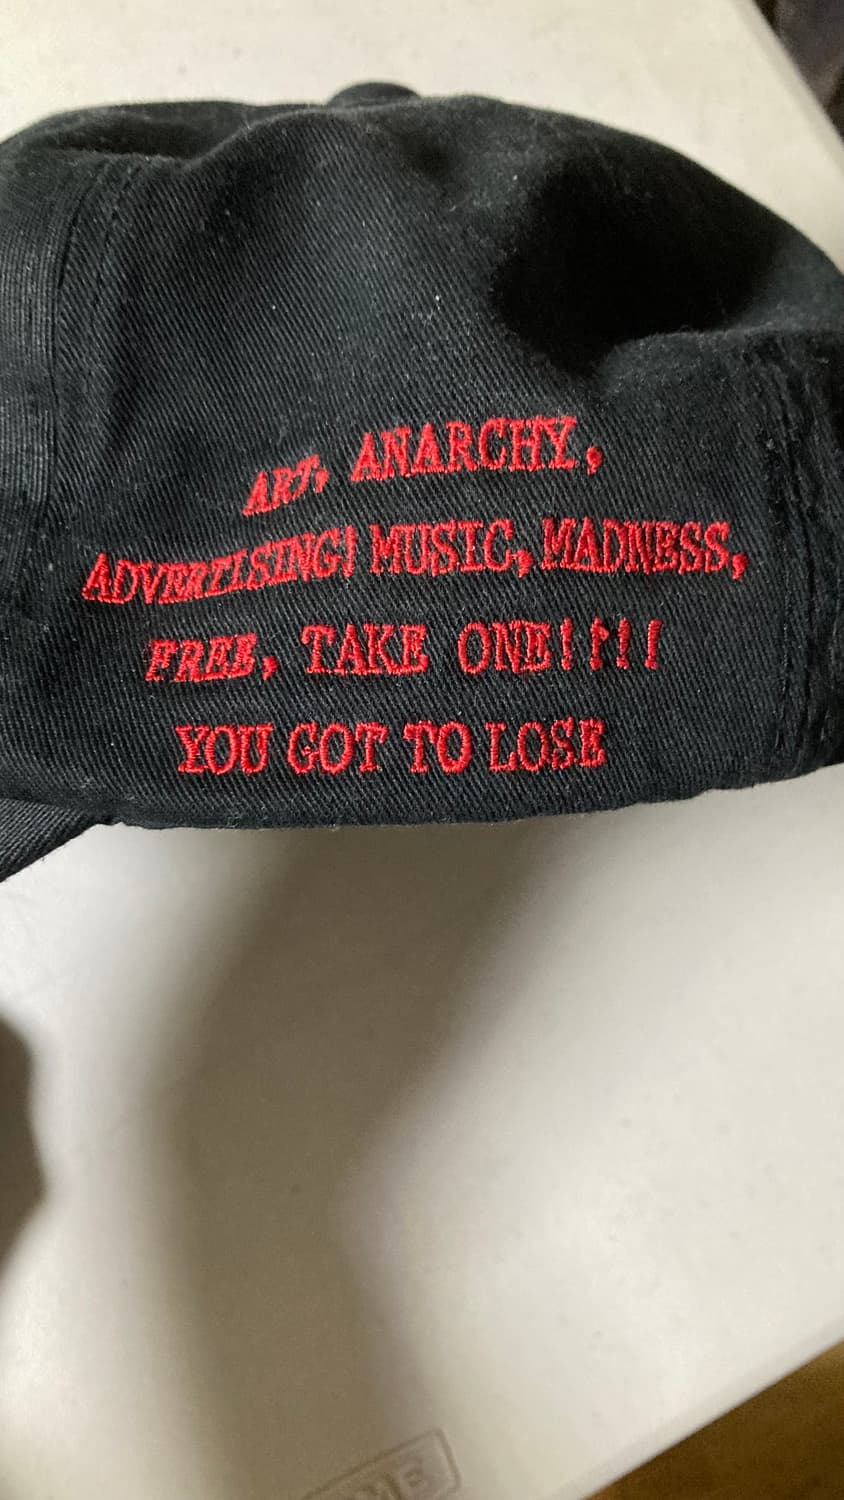 ART, ANARCHY,
ADVERTISING! MUSIC, MADNESS,
FREE, TAKE ONE!!!!
YOU GOT TO LOSE